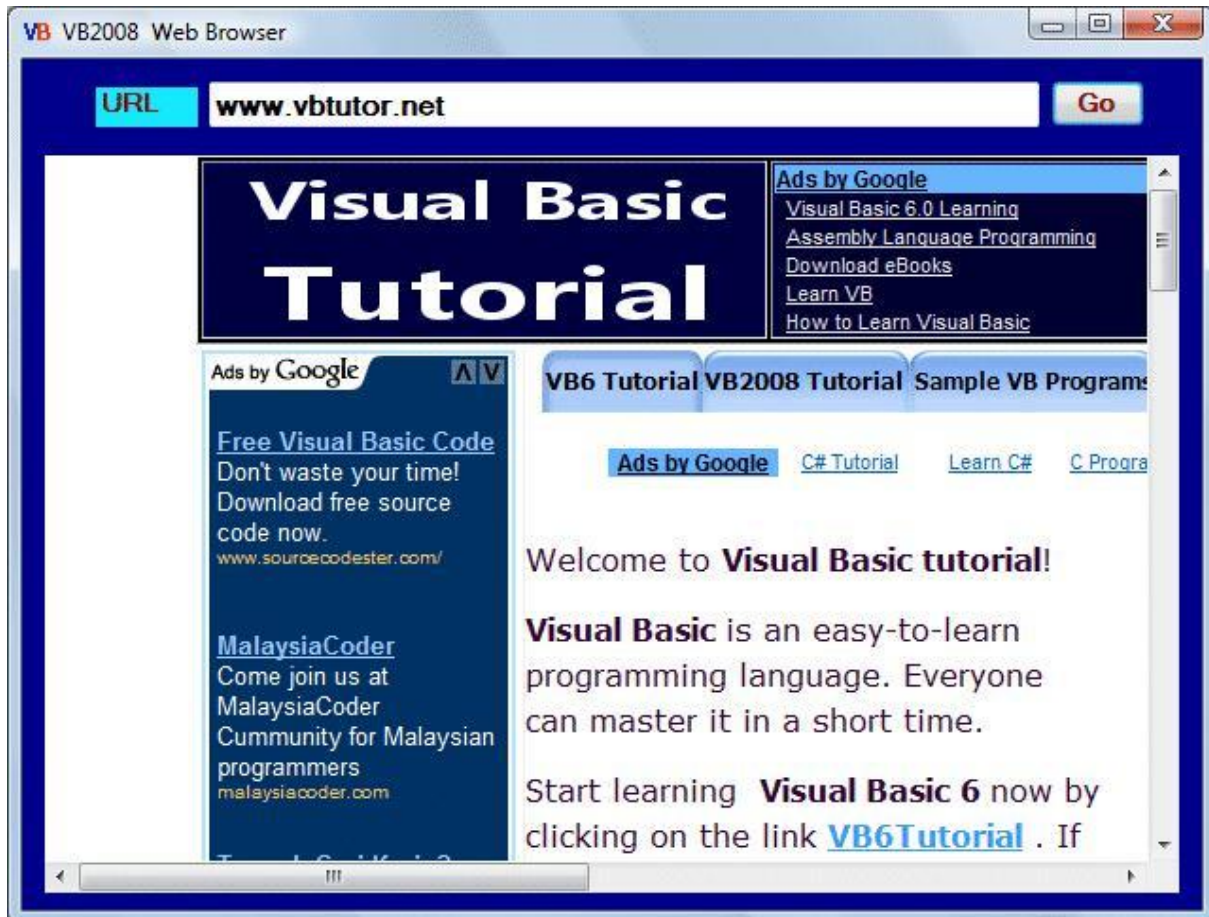 VB VB2008 Web Browser
URL
www.vbtutor.net
Go
Visual Basic
Tutorial
Ads by Google
Visual Basic 6.0 Learning
Assembly Language Programming
Download eBooks
Learn VB
How to Learn Visual Basic
Ads by Google
Free Visual Basic Code
Don't waste your time!
Download free source
code now.
www.sourcecodester.com/
MalaysiaCoder
Come join us at
MalaysiaCoder
Cummunity for Malaysian
programmers
malaysiacoder.com
VB6 Tutorial VB2008 Tutorial Sample VB Programs
Ads by Google C# Tutorial Learn C# C Progra
Welcome to Visual Basic tutorial!
Visual Basic is an easy-to-learn
programming language. Everyone
can master it in a short time.
Start learning Visual Basic 6 now by
clicking on the link VB6Tutorial . If